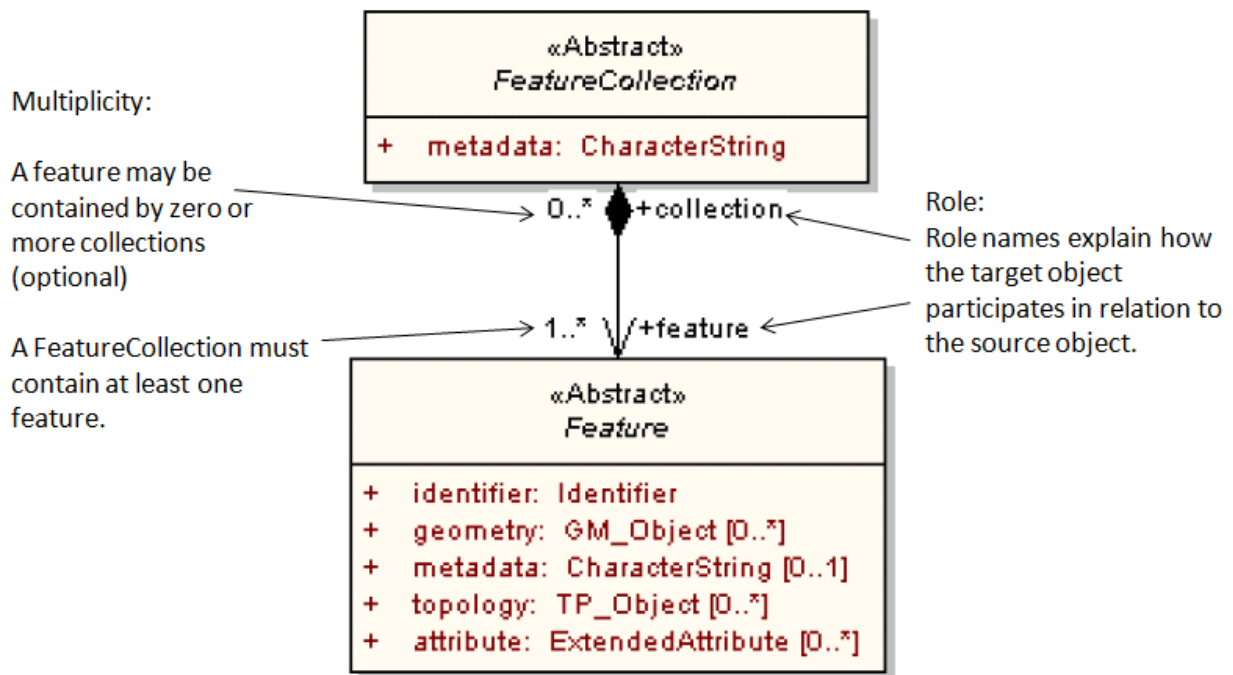 «Abstract»
FeatureCollection
+ metadata: CharacterString
Multiplicity:
A feature may be
contained by zero or
more collections
(optional)
A FeatureCollection must
contain at least one
feature.
0..* +collection
1..* +feature
Role:
Role names explain how
the target object
participates in relation to
the source object.
«Abstract»
Feature
+ identifier: Identifier
+ geometry: GM_Object [0..*]
+ metadata: CharacterString [0..1]
+ topology: TP_Object [0..*]
+ attribute: ExtendedAttribute [0..*]